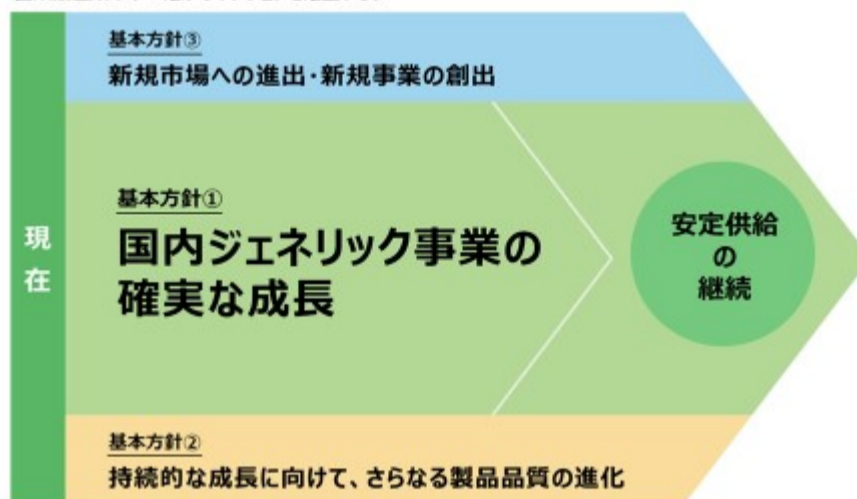 基本方針③
新規市場への進出・新規事業の創出
現在
基本方針①
国内ジェネリック事業の
確実な成長
安定供給
の
継続
基本方針②
持続的な成長に向けて、さらなる製品品質の進化